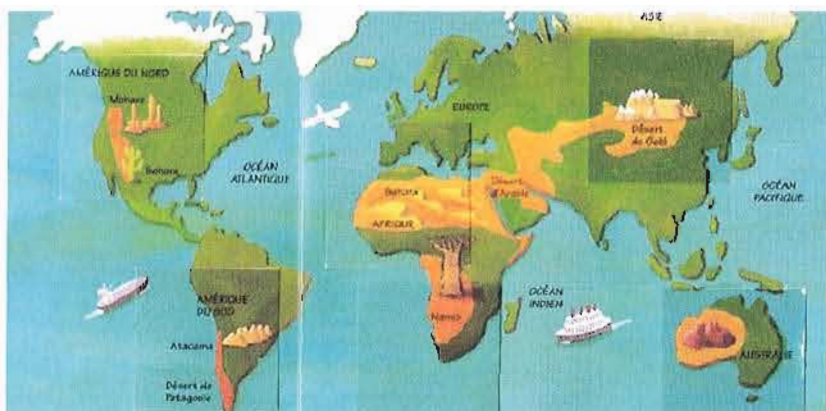 ASIE
AMÉRIQUE DU NORD
Mohave
EUROPE
Désert
de Gobi
Sonora
OCÉAN
ATLANTIQUE
OCÉAN
PACIFIQUE
Sahara
Désert
d'Arabie
AFRIQUE
AMÉRIQUE
DU SUD
OCÉAN
INDIEN
Namib
Atacama
AUSTRALIE
Désert de
Patagonie